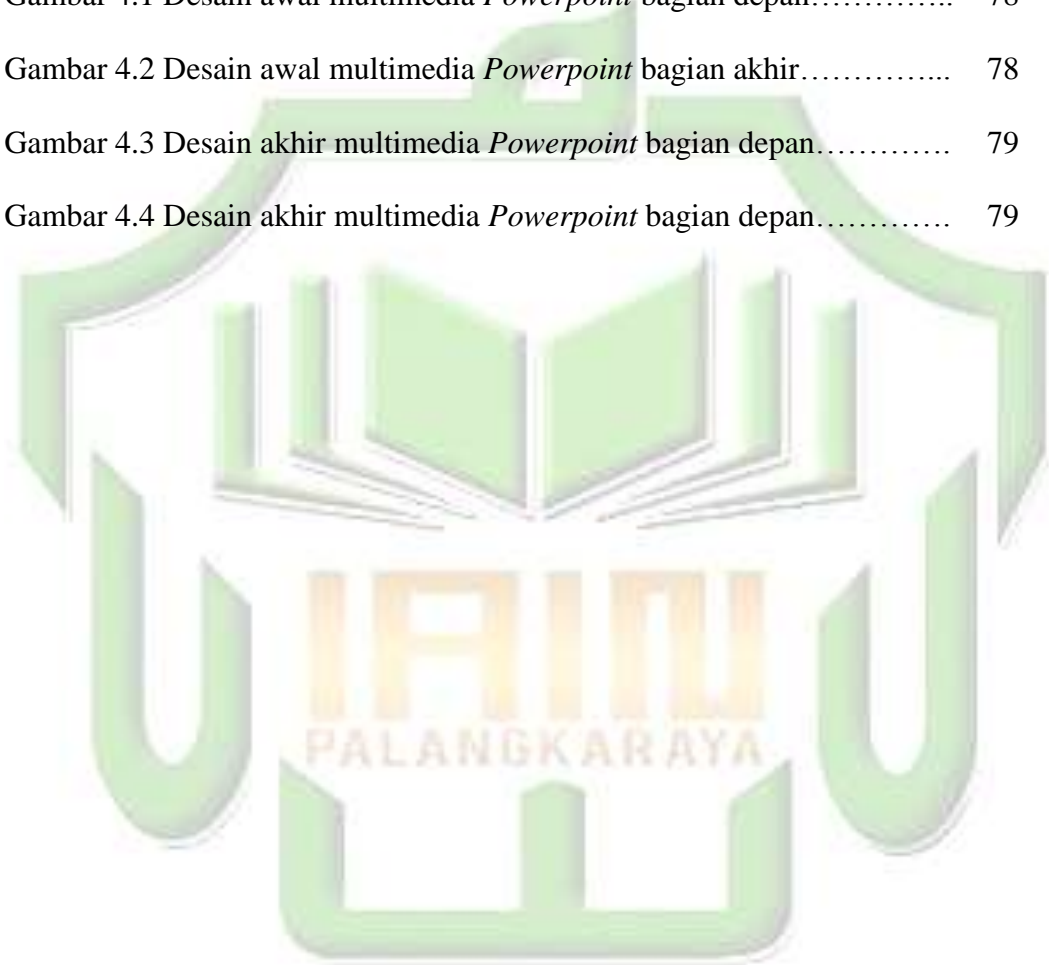 Gambar 4.1 Desain awal multimedia Powerpoint bagian depan………….. 78
Gambar 4.2 Desain awal multimedia Powerpoint bagian akhir…………... 78
Gambar 4.3 Desain akhir multimedia Powerpoint bagian depan…………. 79
Gambar 4.4 Desain akhir multimedia Powerpoint bagian depan…………. 79
IAIN
PALANGKARAYA